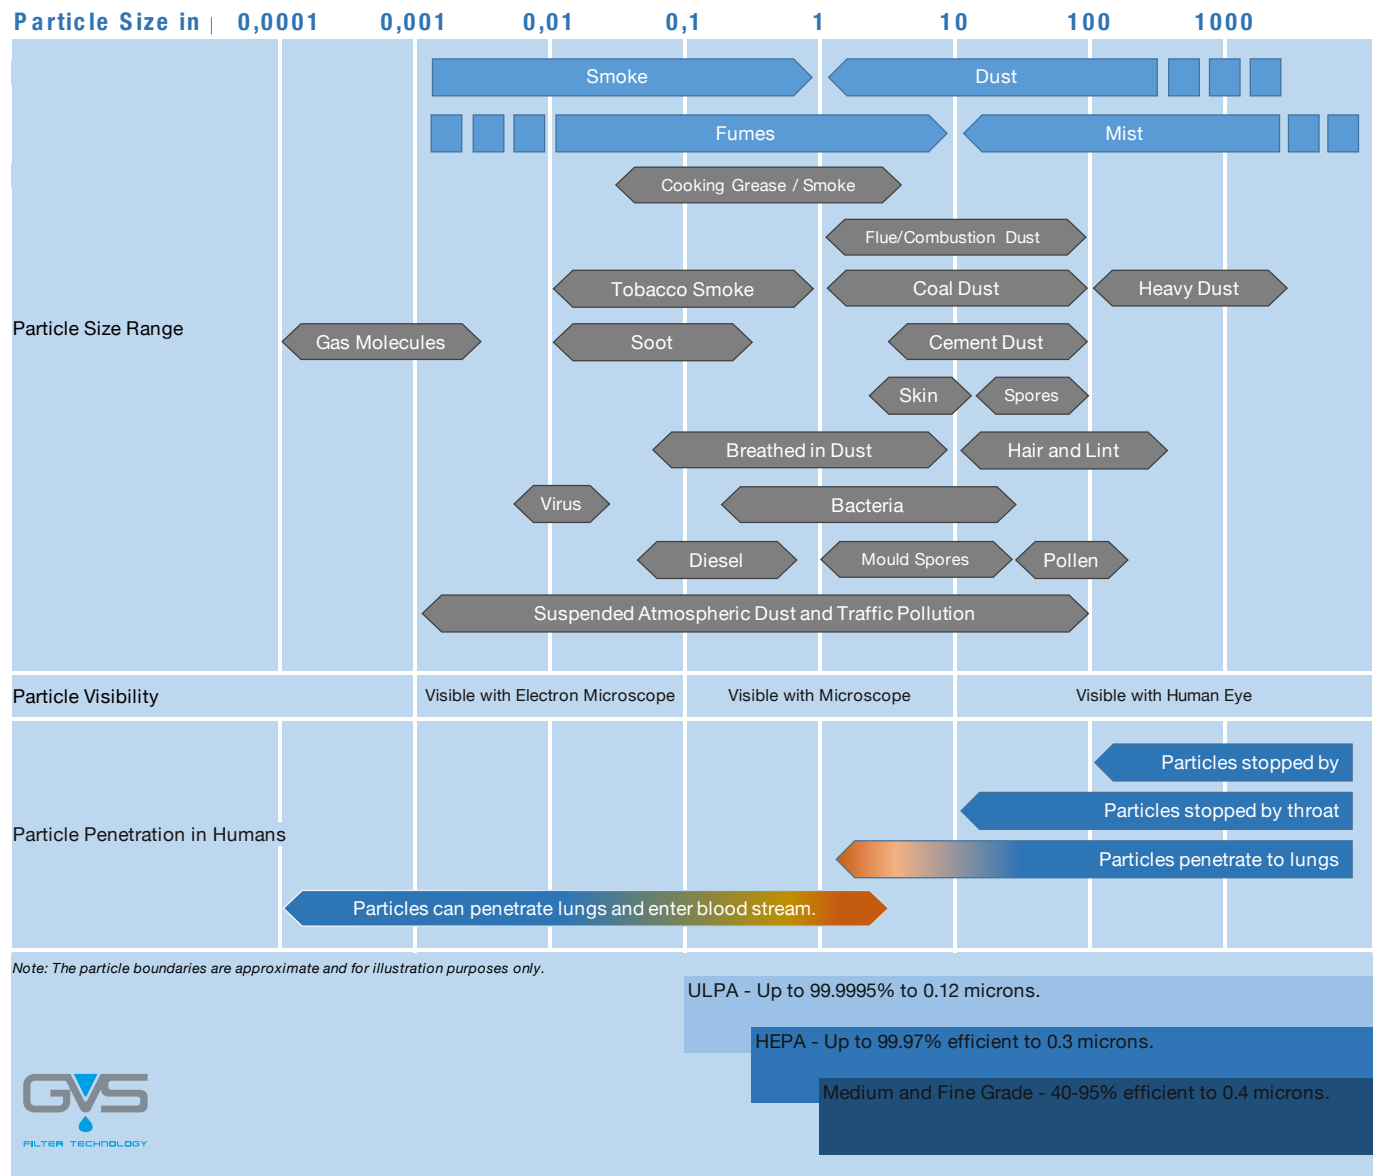 Particle Size in
0,0001 0,001 0,01 0,1 1 10 100 1000
Smoke Dust
Fumes Mist
Cooking Grease / Smoke
Flue/Combustion Dust
Tobacco Smoke Coal Dust Heavy Dust
Particle Size Range
Gas Molecules Soot Cement Dust
Skin Spores
Breathed in Dust Hair and Lint
Virus Bacteria
Diesel Mould Spores Pollen
Suspended Atmospheric Dust and Traffic Pollution
Particle Visibility Visible with Electron Microscope Visible with Microscope Visible with Human Eye
Particles stopped by
Particles stopped by throat
Particle Penetration in Humans
Particles penetrate to lungs
Particles can penetrate lungs and enter blood stream.
Note: The particle boundaries are approximate and for illustration purposes only.
ULPA - Up to 99.9995% to 0.12 microns.
HEPA - Up to 99.97% efficient to 0.3 microns.
Medium and Fine Grade - 40-95% efficient to 0.4 microns.
GVS
FILTER TECHNOLOGY